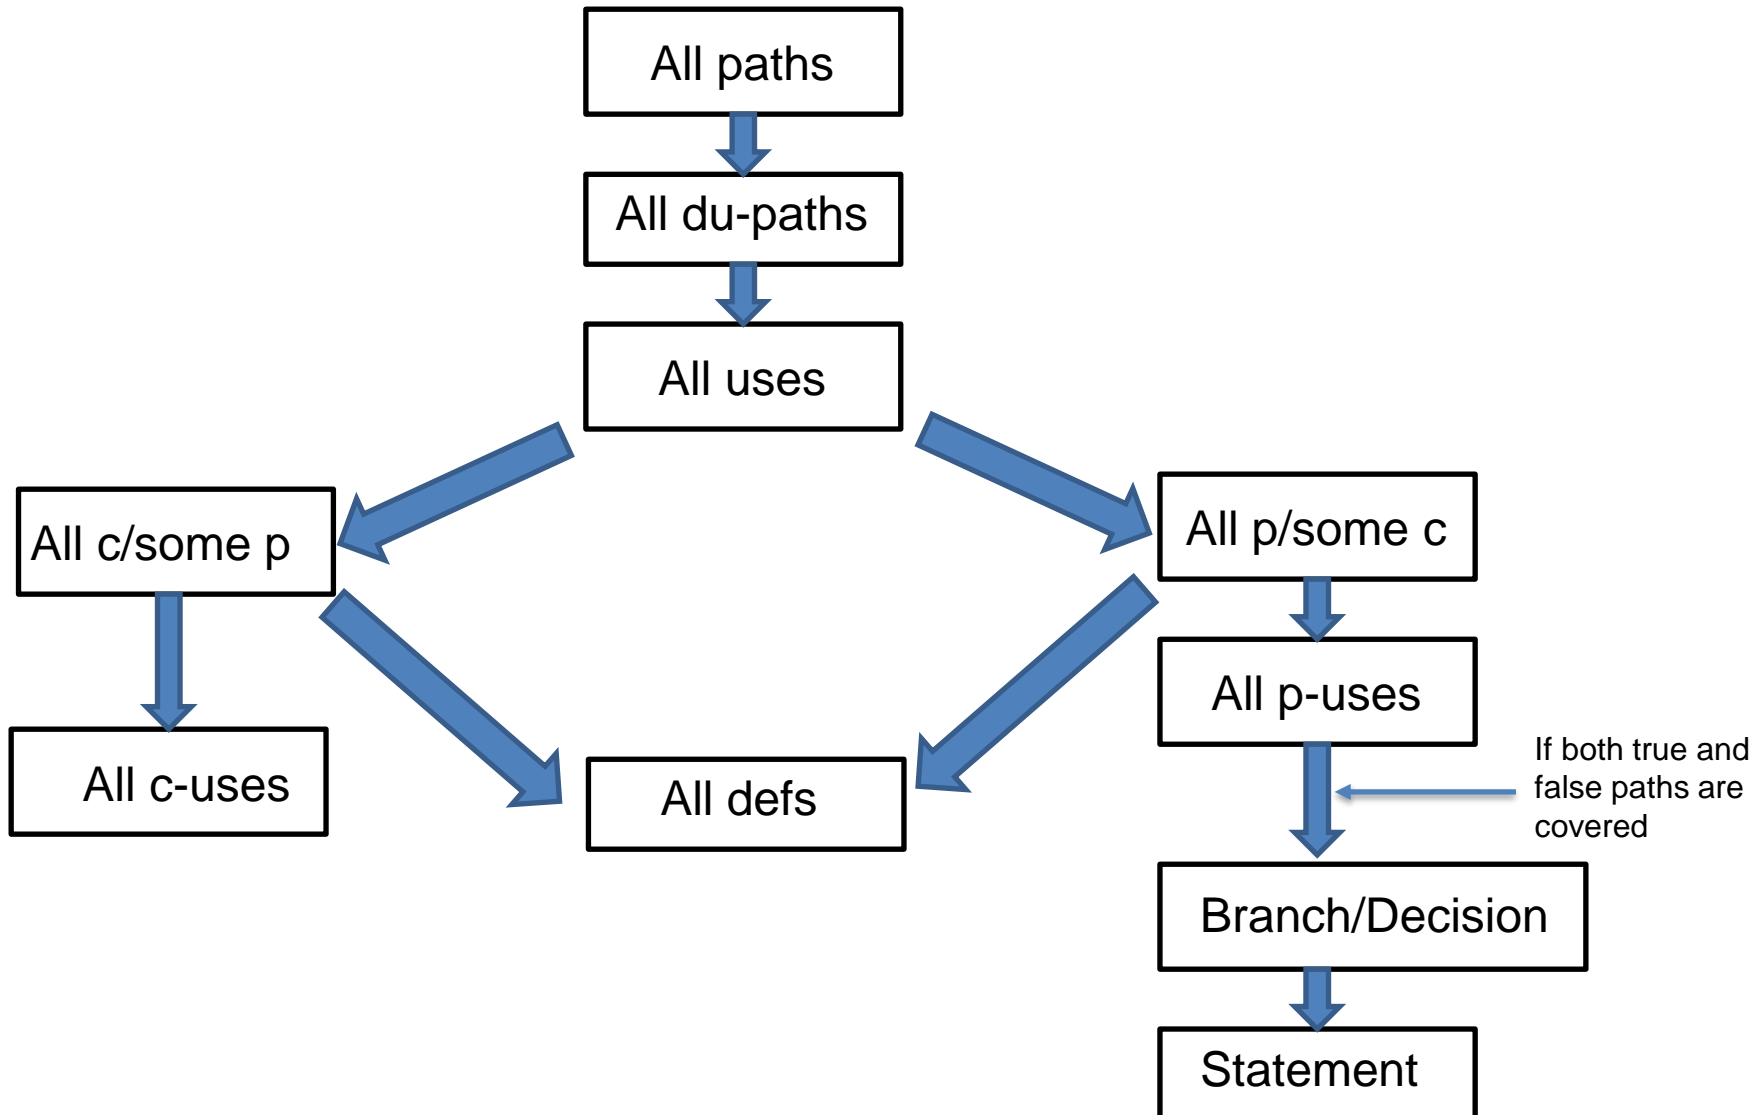 All paths
All du-paths
All uses
All c/some p
All p/some c
All p-uses
All c-uses
All defs
If both true and
false paths are
covered
Branch/Decision
Statement